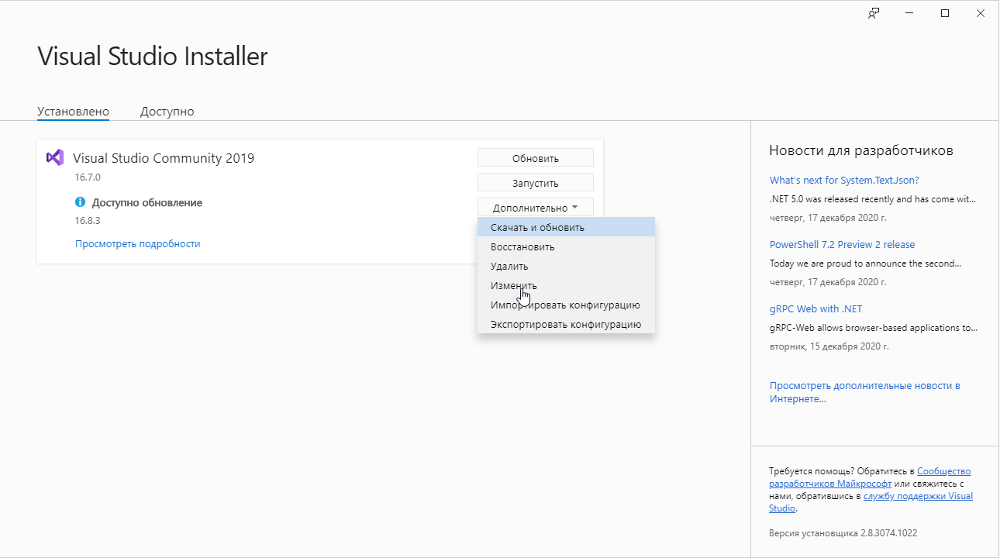 Visual Studio Installer
Установлено
Доступно
Visual Studio Community 2019
16.7.0
Доступно обновление
16.8.3
Просмотреть подробности
Обновить
Запустить
Дополнительно
Скачать и обновить
Восстановить
Удалить
Изменить
Импортировать конфигурацию
Экспортировать конфигурацию
Новости для разработчиков
What's next for System.Text.Json?
.NET 5.0 was released recently and has come wit...
четверг, 17 декабря 2020 г.
PowerShell 7.2 Preview 2 release
Today we are proud to announce the second...
четверг, 17 декабря 2020 г.
gRPC Web with .NET
gRPC-Web allows browser-based applications to...
вторник, 15 декабря 2020 г.
Просмотреть дополнительные новости в
Интернете...
Требуется помощь? Обратитесь в Сообщество
разработчиков Майкрософт или свяжитесь с
нами, обратившись в службу поддержки Visual
Studio.
Версия установщика 2.8.3074.1022